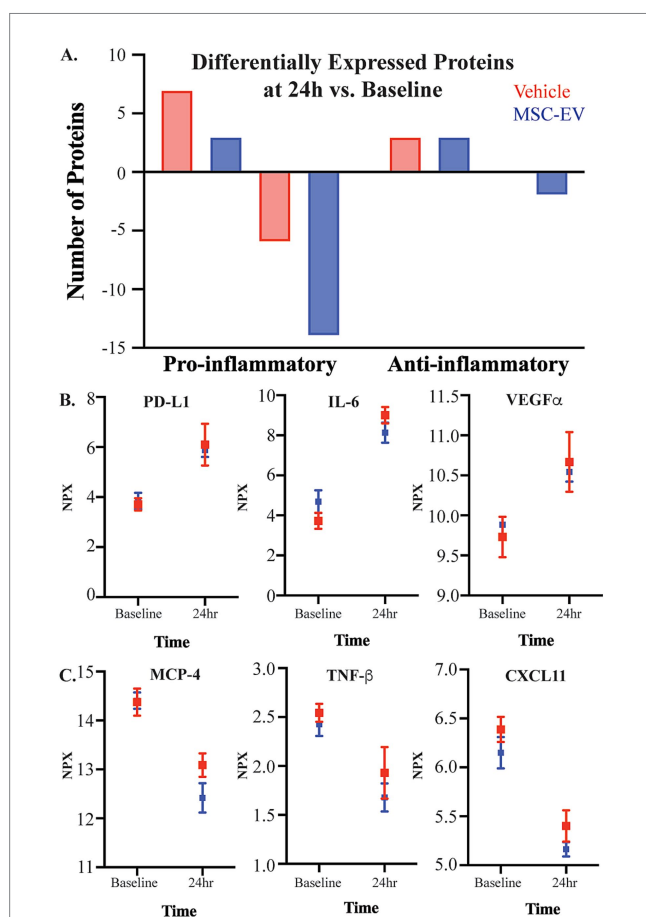 A.
Differentially Expressed Proteins
at 24h vs. Baseline
Vehicle
MSC-EV
Number of Proteins
10
5
0
-5
-10
-15
Pro-inflammatory
Anti-inflammatory
B.
PD-L1
NPX
8
6
4
2
0
Baseline
24hr
Time
IL-6
NPX
10
8
6
4
2
0
Baseline
24hr
Time
VEGFα
NPX
11.5
11.0
10.5
10.0
9.5
9.0
Baseline
24hr
Time
C.
MCP-4
NPX
15
14
13
12
11
Baseline
24hr
Time
TNF-β
NPX
3.0
2.5
2.0
1.5
1.0
Baseline
24hr
Time
CXCL11
NPX
7.0
6.5
6.0
5.5
5.0
Baseline
24hr
Time